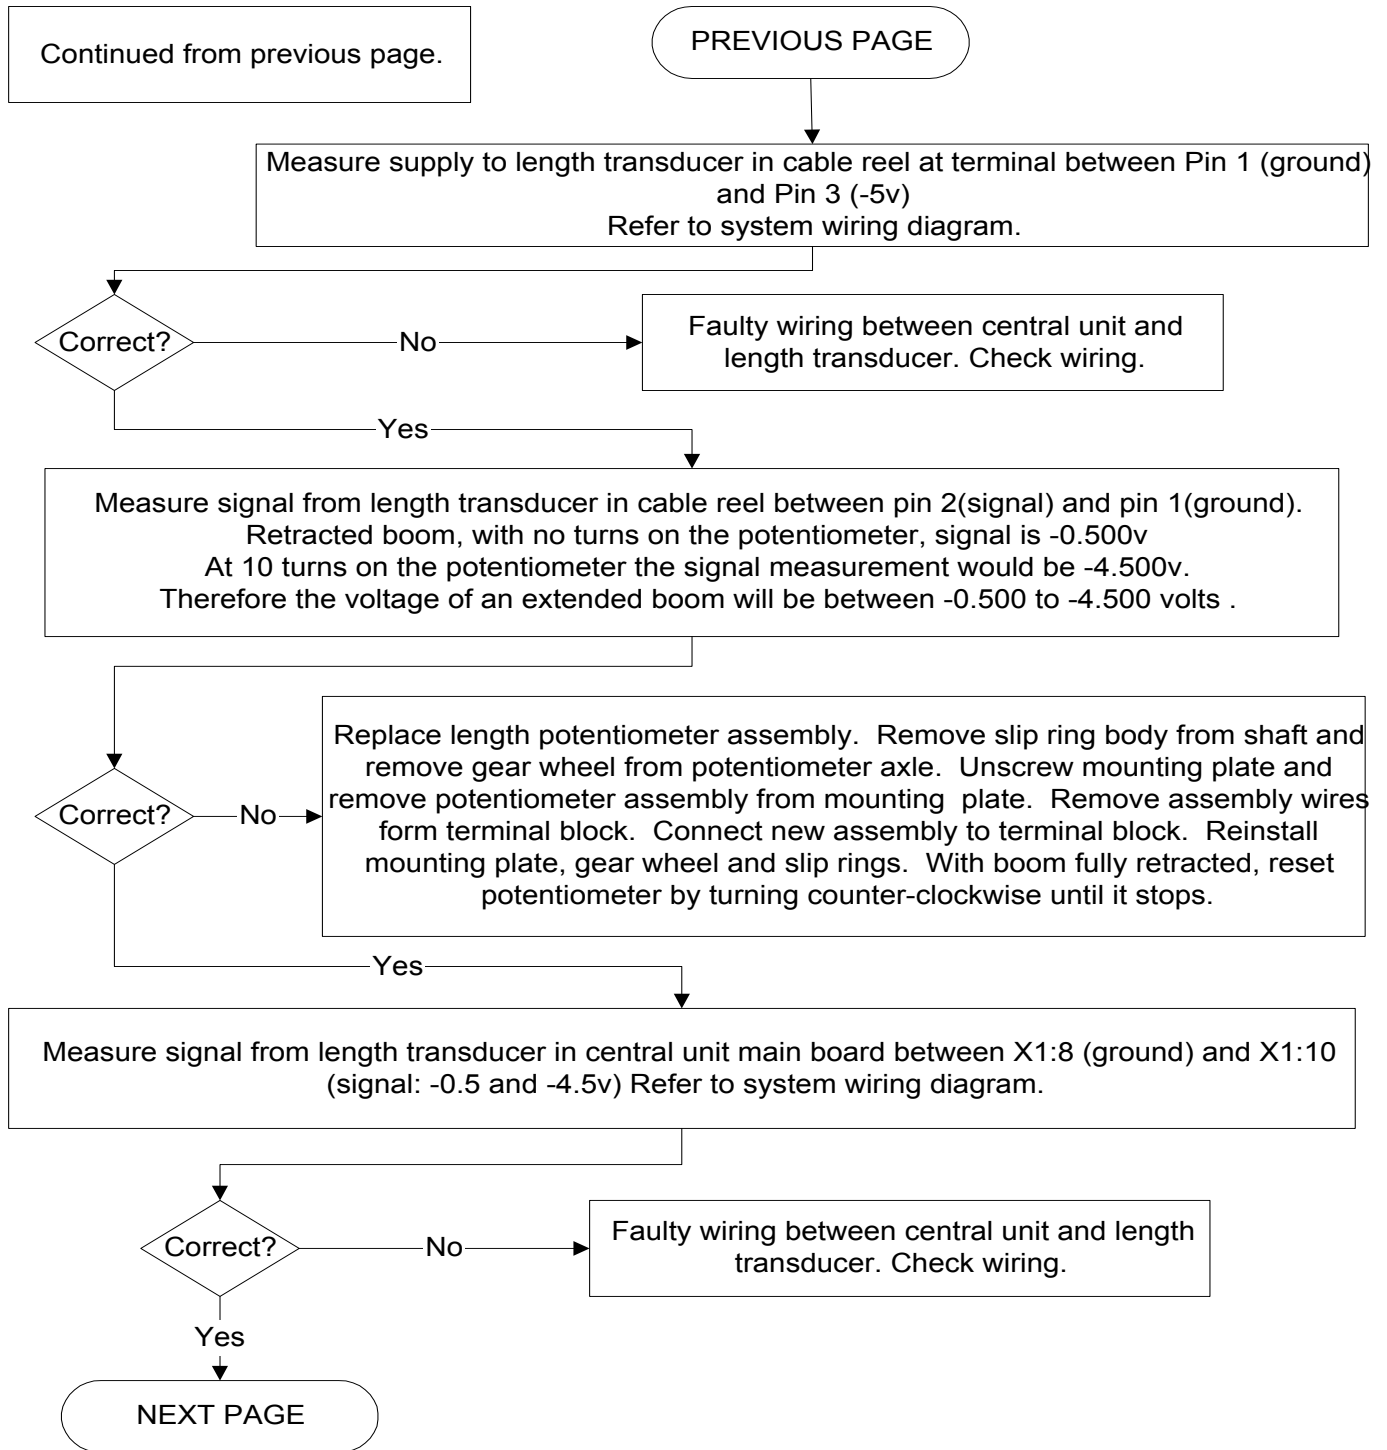 Continued from previous page.
PREVIOUS PAGE
Measure supply to length transducer in cable reel at terminal between Pin 1 (ground)
and Pin 3 (-5v)
Refer to system wiring diagram.
Correct?
No
Faulty wiring between central unit and
length transducer. Check wiring.
Yes
Measure signal from length transducer in cable reel between pin 2(signal) and pin 1(ground).
Retracted boom, with no turns on the potentiometer, signal is -0.500v
At 10 turns on the potentiometer the signal measurement would be -4.500v.
Therefore the voltage of an extended boom will be between -0.500 to -4.500 volts .
Correct?
No
Replace length potentiometer assembly.  Remove slip ring body from shaft and
remove gear wheel from potentiometer axle.  Unscrew mounting plate and
remove potentiometer assembly from mounting  plate.  Remove assembly wires
form terminal block.  Connect new assembly to terminal block.  Reinstall
mounting plate, gear wheel and slip rings.  With boom fully retracted, reset
potentiometer by turning counter-clockwise until it stops.
Yes
Measure signal from length transducer in central unit main board between X1:8 (ground) and X1:10
(signal: -0.5 and -4.5v) Refer to system wiring diagram.
Correct?
No
Faulty wiring between central unit and length
transducer. Check wiring.
Yes
NEXT PAGE